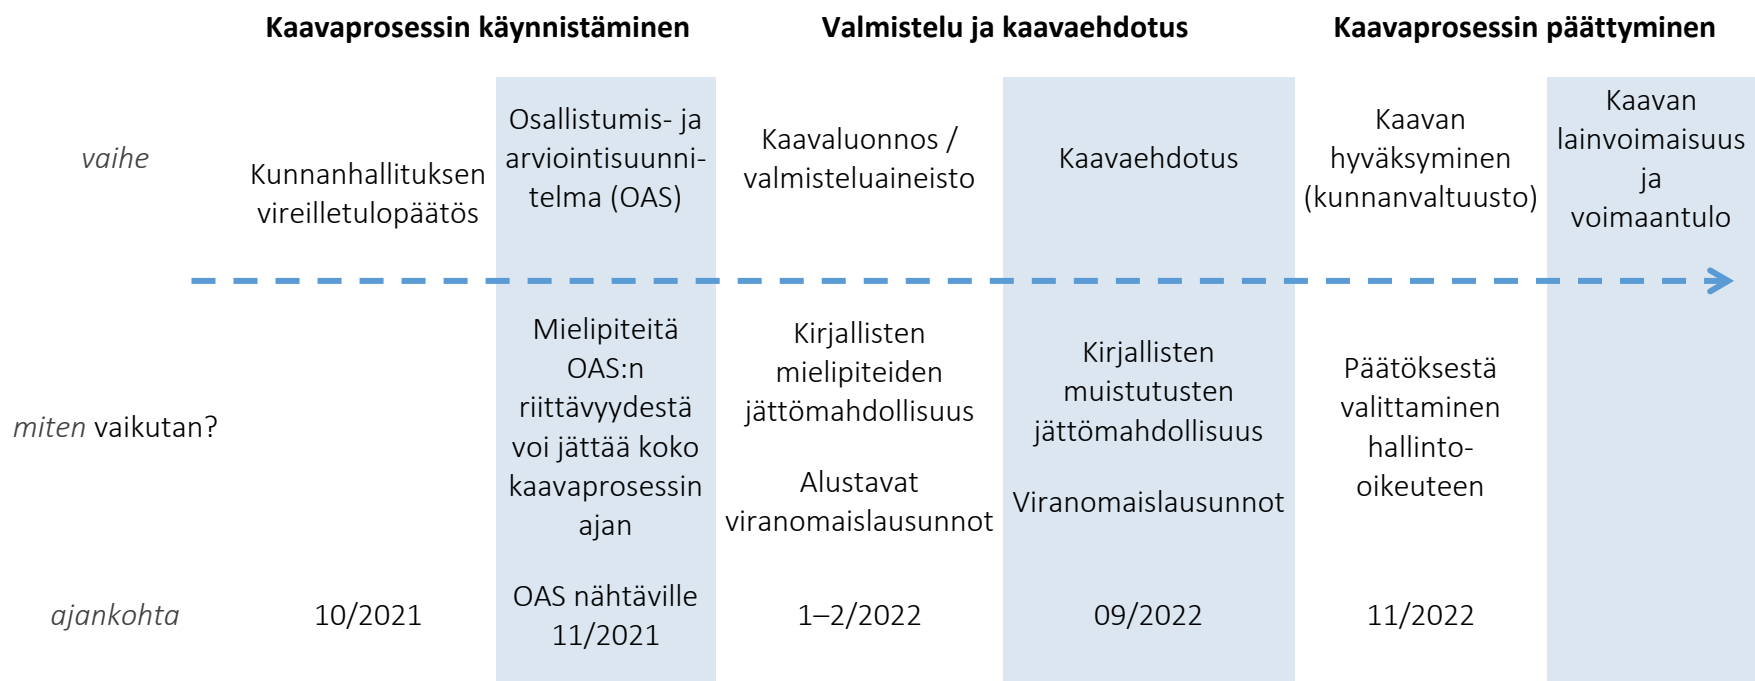 Kaavaprosessin käynnistäminen
Valmistelu ja kaavaehdotus
Kaavaprosessin päättyminen
vaihe
Kunnanhallituksen
vireilletulopäätös
Osallistumis- ja
arviointisuunni-
telma (OAS)
Kaavaluonnos /
valmisteluaineisto
Kaavaehdotus
Kaavan
hyväksyminen
(kunnanvaltuusto)
Kaavan
lainvoimaisuus
ja
voimaantulo
miten vaikutan?
Mielipiteitä
OAS:n
riittävyydestä
voi jättää koko
kaavaprosessin
ajan
Kirjallisten
mielipiteiden
jättömahdollisuus
Alustavat
viranomaislausunnot
Kirjallisten
muistutusten
jättömahdollisuus
Viranomaislausunnot
Päätöksestä
valittaminen
hallinto-
oikeuteen
ajankohta
10/2021
OAS nähtäville
11/2021
1–2/2022
09/2022
11/2022